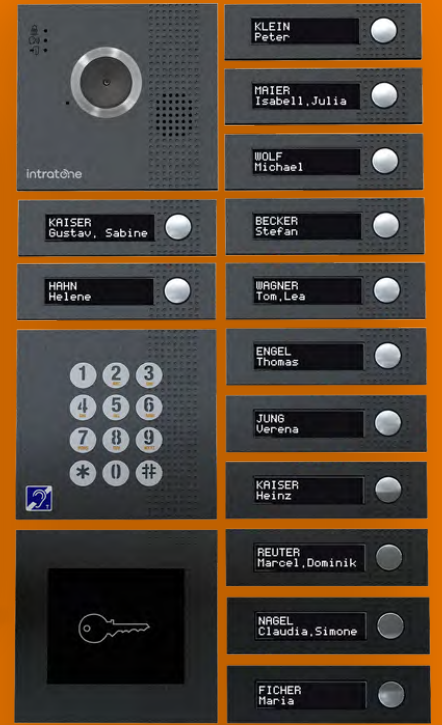 intratone
KAISER
Gustav, Sabine
HAHN
Helene
1 2 3
4 5 6
7 8 9
* 0 #
T
KLEIN
Peter
MAIER
Isabell,Julia
WOLF
Michael
BECKER
Stefan
WAGNER
Tom,Lea
ENGEL
Thomas
JUNG
Verena
KAISER
Heinz
REUTER
Marcel,Dominik
NAGEL
Claudia,Simone
FICHER
Maria